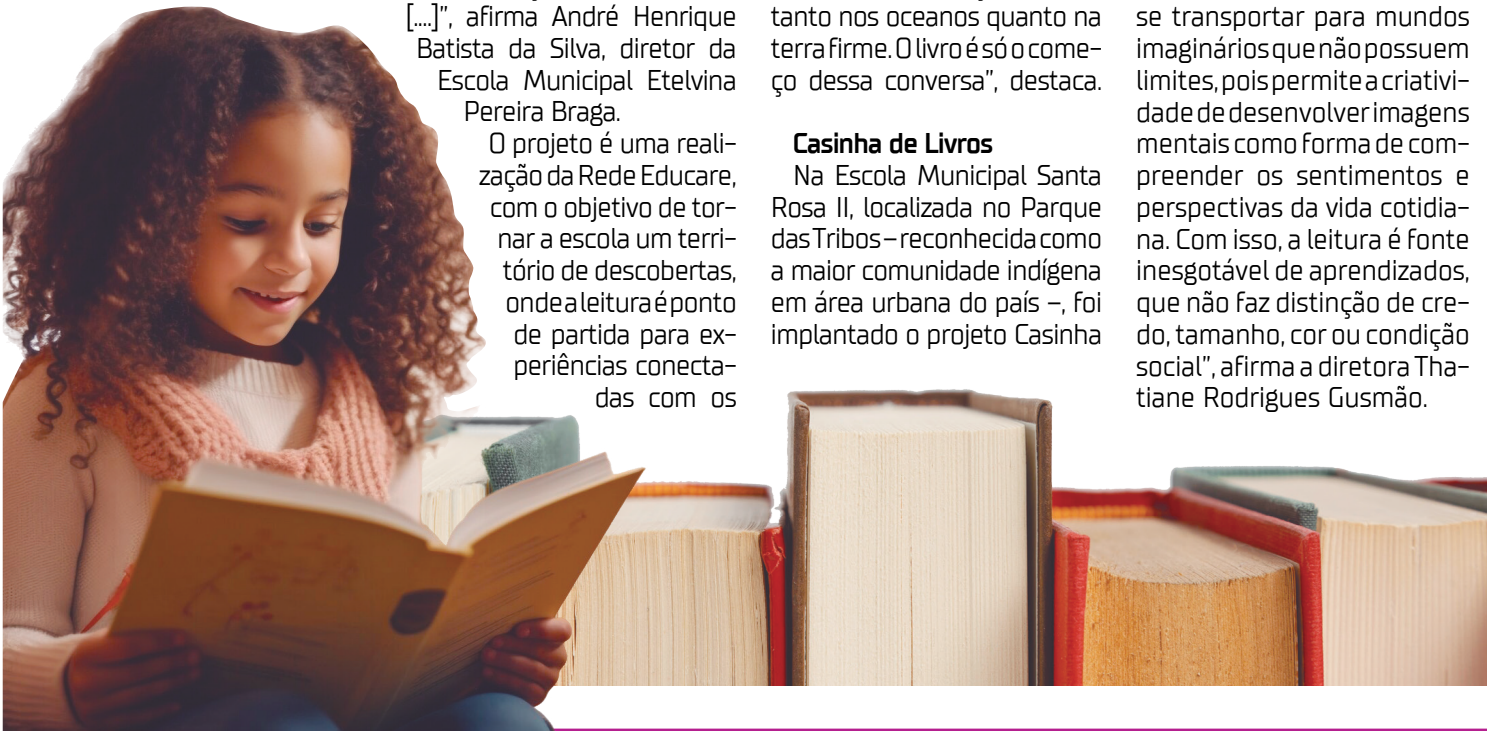 [....]”, afirma André Henrique
Batista da Silva, diretor da
Escola Municipal Etelvina
Pereira Braga.
O projeto é uma reali-
zação da Rede Educare,
com o objetivo de tor-
nar a escola um terri-
tório de descobertas,
onde a leitura é ponto
de partida para ex-
periências conecta-
das com os
tanto nos oceanos quanto na
terra firme. O livro é só o come-
ço dessa conversa”, destaca.
Casinha de Livros
Na Escola Municipal Santa
Rosa II, localizada no Parque
das Tribos – reconhecida como
a maior comunidade indígena
em área urbana do país –, foi
implantado o projeto Casinha
se transportar para mundos
imaginários que não possuem
limites, pois permite a criativi-
dade de desenvolver imagens
mentais como forma de com-
preender os sentimentos e
perspectivas da vida cotidia-
na. Com isso, a leitura é fonte
inesgotável de aprendizados,
que não faz distinção de cre-
do, tamanho, cor ou condição
social”, afirma a diretora Tha-
tiane Rodrigues Gusmão.